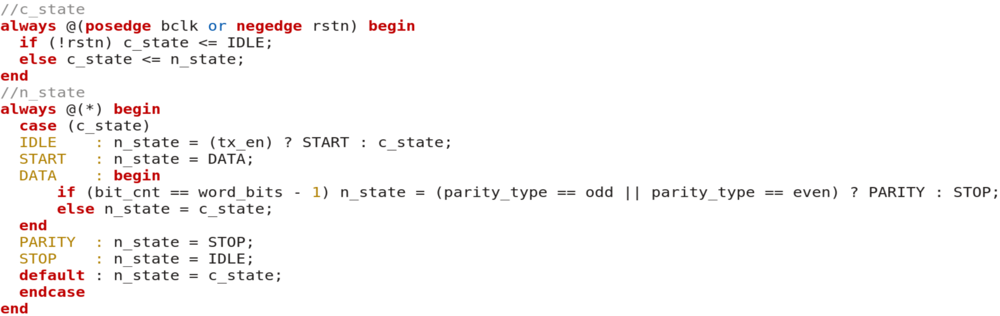 //c_state
always @(posedge bclk or negedge rstn) begin
  if (!rstn) c_state <= IDLE;
  else c_state <= n_state;
end
//n_state
always @(*) begin
  case (c_state)
  IDLE    : n_state = (tx_en) ? START : c_state;
  START   : n_state = DATA;
  DATA    : begin
      if (bit_cnt == word_bits - 1) n_state = (parity_type == odd || parity_type == even) ? PARITY : STOP;
      else n_state = c_state;
  end
  PARITY  : n_state = STOP;
  STOP    : n_state = IDLE;
  default : n_state = c_state;
  endcase
end